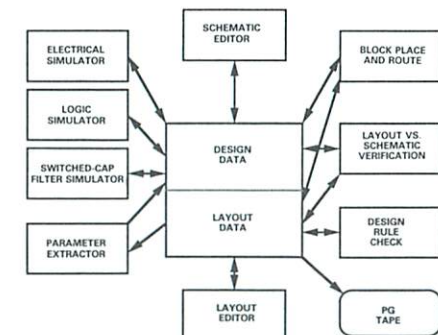 SCHEMATIC
EDITOR
ELECTRICAL
SIMULATOR
LOGIC
SIMULATOR
SWITCHED-CAP
FILTER SIMULATOR
PARAMETER
EXTRACTOR
DESIGN
DATA
LAYOUT
DATA
BLOCK PLACE
AND ROUTE
LAYOUT VS.
SCHEMATIC
VERIFICATION
DESIGN
RULE
CHECK
LAYOUT
EDITOR
PG
TAPE